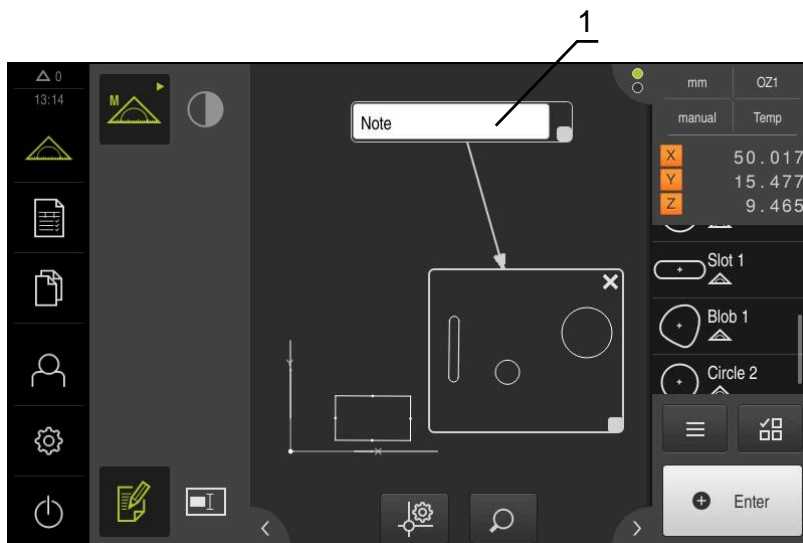 1
0
13:14
M
Note
mm OZ1
manual Temp
X 50.017
Y 15.477
Z 9.465
Slot 1
Blob 1
Circle 2
Y
X
Enter